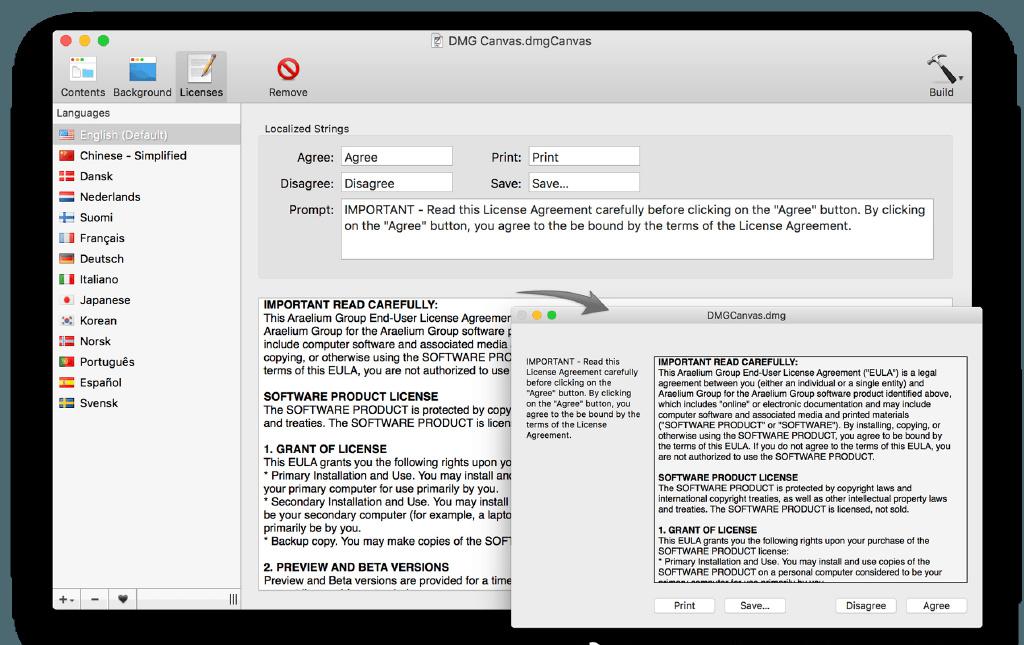 DMG Canvas.dmgCanvas
Contents
Background
Licenses
Remove
Build
Languages
English (Default)
Chinese - Simplified
Dansk
Nederlands
Suomi
Français
Deutsch
Italiano
Japanese
Korean
Norsk
Português
Español
Svensk
Localized Strings
Agree:
Agree
Print:
Print
Disagree:
Disagree
Save:
Save...
Prompt:
IMPORTANT - Read this License Agreement carefully before clicking on the "Agree" button. By clicking
on the "Agree" button, you agree to the be bound by the terms of the License Agreement.
IMPORTANT READ CAREFULLY:
This Araelium Group End-User License Agreemer
Araelium Group for the Araelium Group software p
include computer software and associated media
copying, or otherwise using the SOFTWARE PRO
terms of this EULA, you are not authorized to use
SOFTWARE PRODUCT LICENSE
The SOFTWARE PRODUCT is protected by copy
and treaties. The SOFTWARE PRODUCT is licen
1. GRANT OF LICENSE
This EULA grants you the following rights upon yo
* Primary Installation and Use. You may install an
your primary computer for use primarily by you.
* Secondary Installation and Use. You may install
be your secondary computer (for example, a lapto
primarily be by you.
* Backup copy. You may make copies of the SOF
2. PREVIEW AND BETA VERSIONS
Preview and Beta versions are provided for a time
DMGCanvas.dmg
IMPORTANT - Read this
License Agreement carefully
before clicking on the
"Agree" button. By clicking
on the "Agree" button, you
agree to the be bound by the
terms of the License
Agreement.
IMPORTANT READ CAREFULLY:
This Araelium Group End-User License Agreement ("EULA") is a legal
agreement between you (either an individual or a single entity) and
Araelium Group for the Araelium Group software product identified above,
which includes "online" or electronic documentation and may include
computer software and associated media and printed materials
("SOFTWARE PRODUCT" or "SOFTWARE"). By installing, copying, or
otherwise using the SOFTWARE PRODUCT, you agree to be bound by
the terms of this EULA. If you do not agree to the terms of this EULA, you
are not authorized to use the SOFTWARE PRODUCT.
SOFTWARE PRODUCT LICENSE
The SOFTWARE PRODUCT is protected by copyright laws and
international copyright treaties, as well as other intellectual property laws
and treaties. The SOFTWARE PRODUCT is licensed, not sold.
1. GRANT OF LICENSE
This EULA grants you the following rights upon your purchase of the
SOFTWARE PRODUCT license:
* Primary Installation and Use. You may install and use copies of the
SOFTWARE PRODUCT on a personal computer considered to be your
primary computer for use primarily by you.
Print
Save...
Disagree
Agree